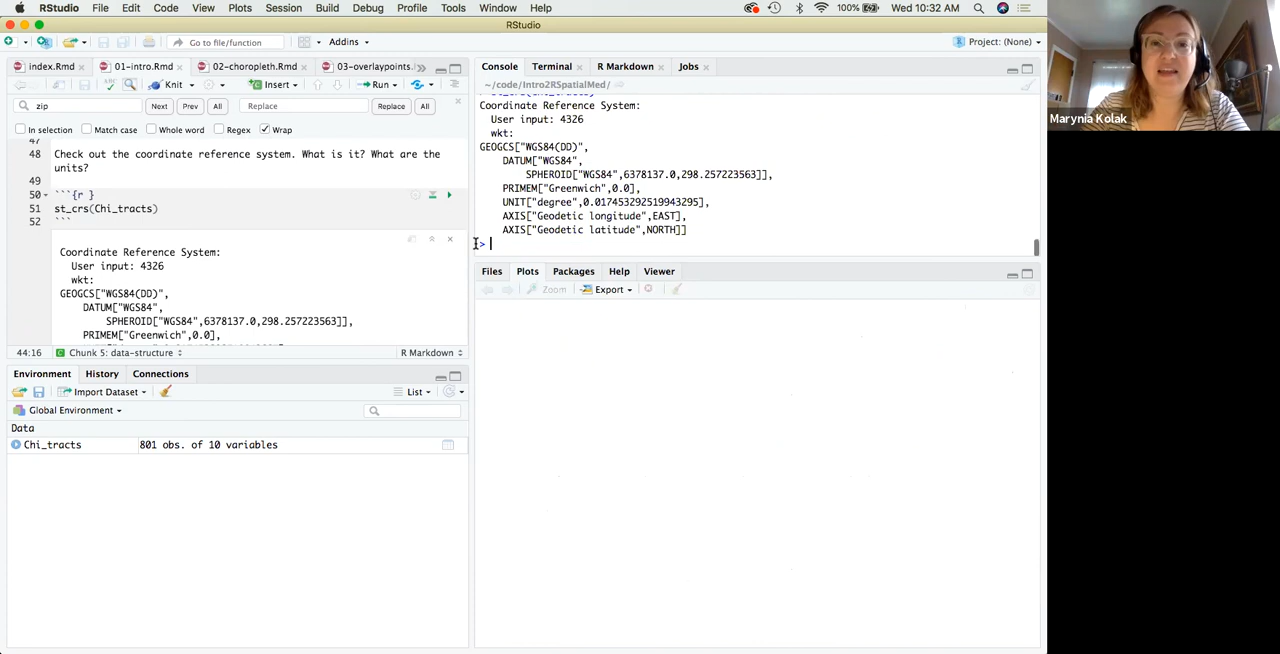 RStudio File Edit Code View Plots Session Build Debug Profile Tools Window Help 100% Wed 10:32 AM
RStudio
Go to file/function Addins Project: (None)
index.Rmd 01-intro.Rmd 02-choropleth.Rmd 03-overlaypoints.
Knit Insert Run
zip Next Prev All Replace Replace All
In selection Match case Whole word Regex Wrap
47
48 Check out the coordinate reference system. What is it? What are the
units?
49
50 ```{r }
51 st_crs(Chi_tracts)
52 ```
Coordinate Reference System:
User input: 4326
wkt:
GEOGCS["WGS84(DD)",
DATUM["WGS84",
SPHEROID["WGS84",6378137.0,298.257223563]],
PRIMEM["Greenwich",0.0],
44:16 Chunk 5: data-structure R Markdown
Environment History Connections
Import Dataset List
Global Environment
Data
Chi_tracts 801 obs. of 10 variables
Console Terminal R Markdown Jobs
~/code/Intro2RSpatialMed/
Coordinate Reference System:
User input: 4326
wkt:
GEOGCS["WGS84(DD)",
DATUM["WGS84",
SPHEROID["WGS84",6378137.0,298.257223563]],
PRIMEM["Greenwich",0.0],
UNIT["degree",0.017453292519943295],
AXIS["Geodetic longitude",EAST],
AXIS["Geodetic latitude",NORTH]]
>
Files Plots Packages Help Viewer
Zoom Export
Marynia Kolak